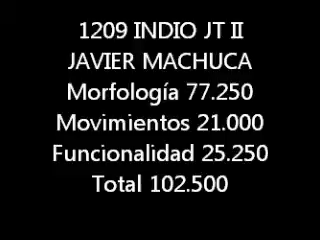 1209 INDIO JT II
JAVIER MACHUCA
Morfología 77.250
Movimientos 21.000
Funcionalidad 25.250
Total 102.500